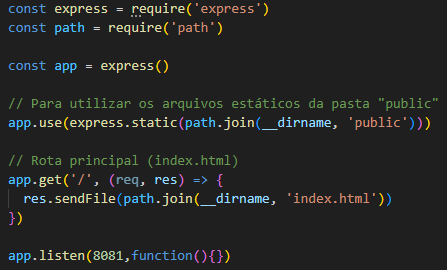 const express = require('express')
const path = require('path')

const app = express()

// Para utilizar os arquivos estáticos da pasta "public"
app.use(express.static(path.join(__dirname, 'public')))

// Rota principal (index.html)
app.get('/', (req, res) => {
  res.sendFile(path.join(__dirname, 'index.html'))
})

app.listen(8081,function(){})